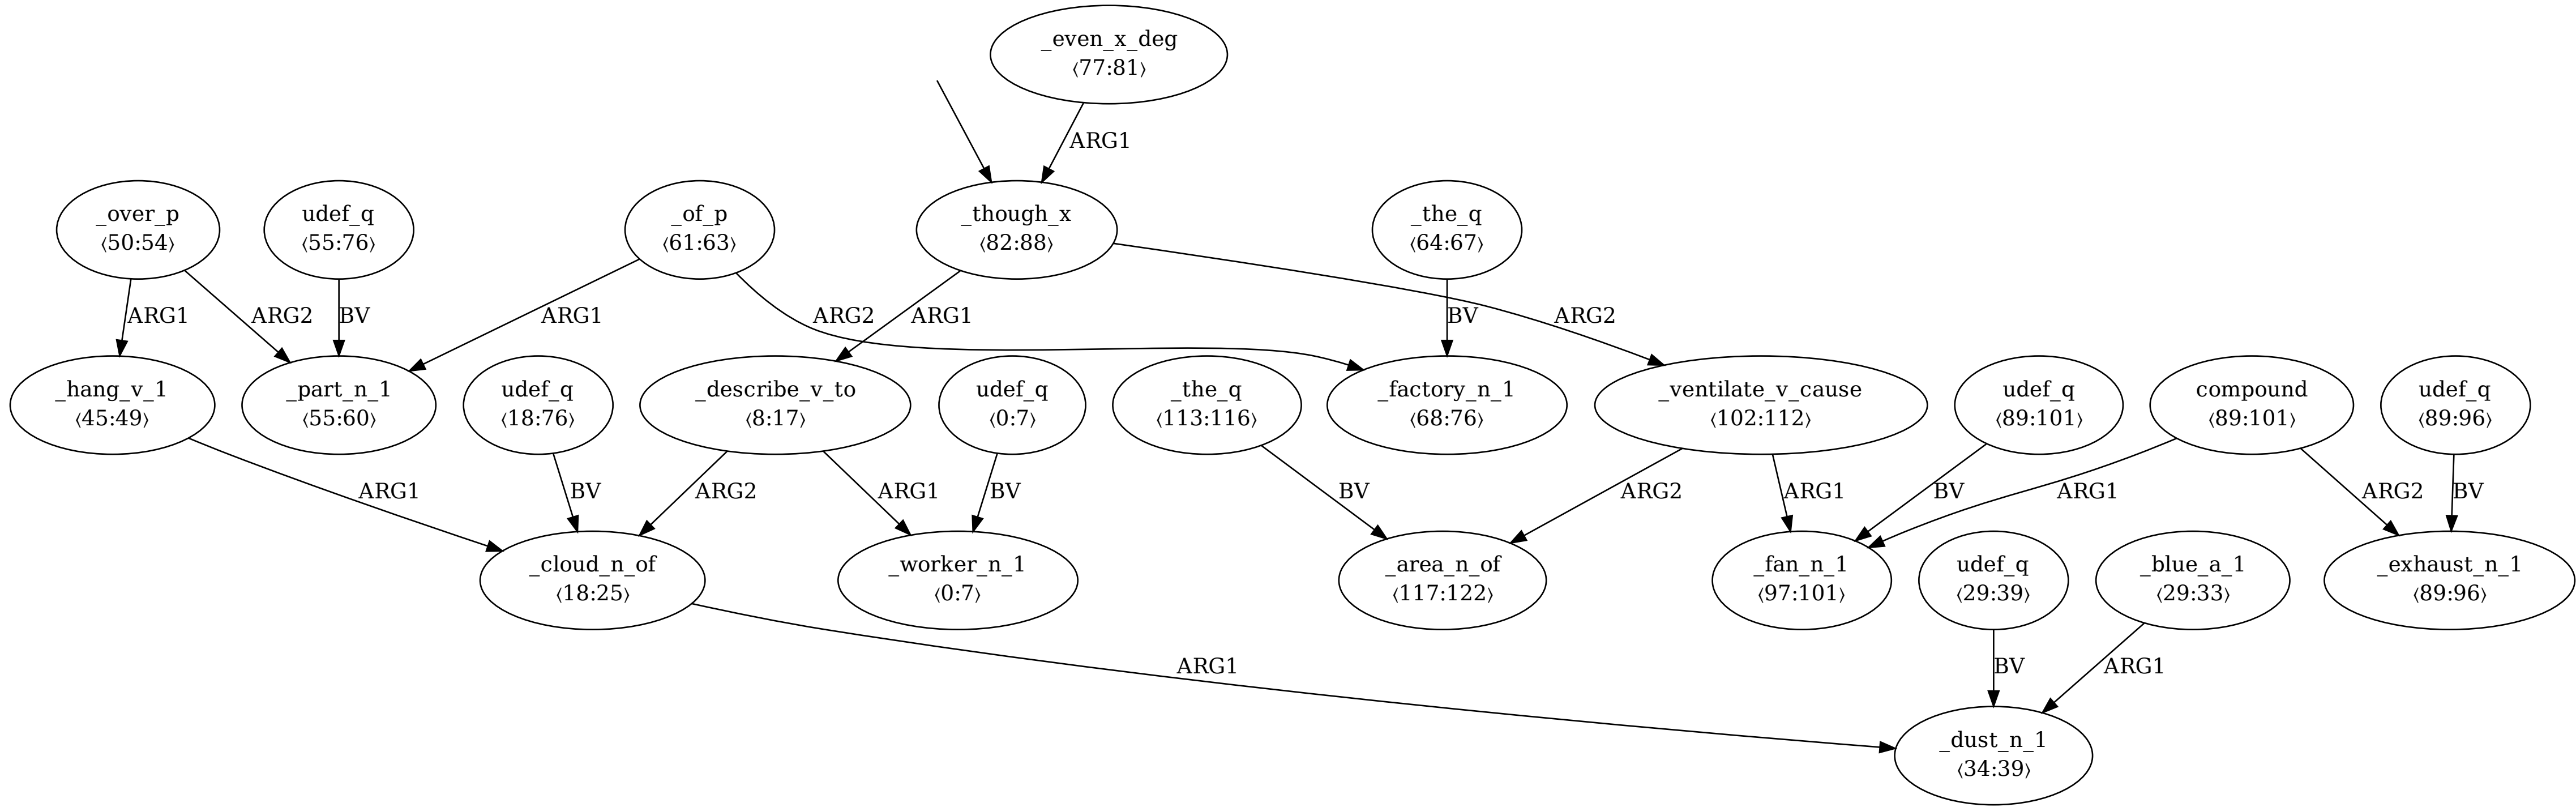 _even_x_deg
⟨77:81⟩
ARG1
_over_p
⟨50:54⟩
udef_q
⟨55:76⟩
_of_p
⟨61:63⟩
_though_x
⟨82:88⟩
_the_q
⟨64:67⟩
ARG1
ARG2
BV
ARG1
ARG2
ARG1
BV
ARG2
_hang_v_1
⟨45:49⟩
_part_n_1
⟨55:60⟩
udef_q
⟨18:76⟩
_describe_v_to
⟨8:17⟩
udef_q
⟨0:7⟩
_the_q
⟨113:116⟩
_factory_n_1
⟨68:76⟩
_ventilate_v_cause
⟨102:112⟩
udef_q
⟨89:101⟩
compound
⟨89:101⟩
udef_q
⟨89:96⟩
ARG1
BV
ARG2
ARG1
BV
BV
ARG2
ARG1
BV
ARG1
ARG2
BV
_cloud_n_of
⟨18:25⟩
_worker_n_1
⟨0:7⟩
_area_n_of
⟨117:122⟩
_fan_n_1
⟨97:101⟩
udef_q
⟨29:39⟩
_blue_a_1
⟨29:33⟩
_exhaust_n_1
⟨89:96⟩
ARG1
BV
ARG1
_dust_n_1
⟨34:39⟩